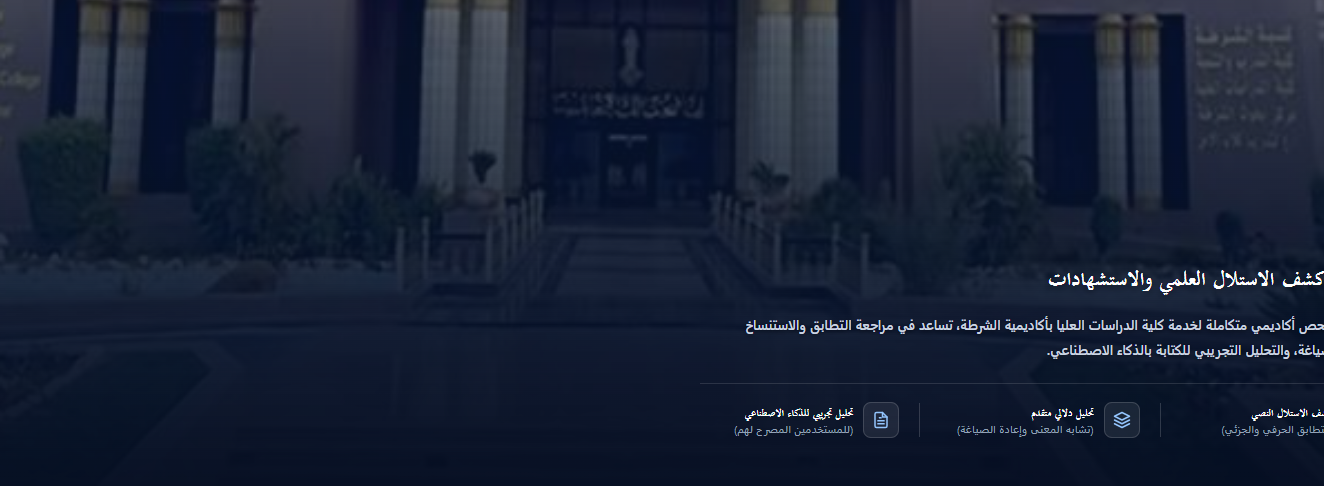 كلية الشرطة
كشف الاستلال العلمي والاستشهادات
حص أكاديمي متكاملة لخدمة كلية الدراسات العليا بأكاديمية الشرطة، تساعد في مراجعة التطابق والاستنساخ
ياغة، والتحليل التجريبي للكتابة بالذكاء الاصطناعي.
ف الاستلال النصي
تطابق الحرفي والجزئي)
تحليل دلالي متقدم
(تشابه المعنى وإعادة الصياغة)
تحليل تجريبي للذكاء الاصطناعي
(للمستخدمين المصرح لهم)